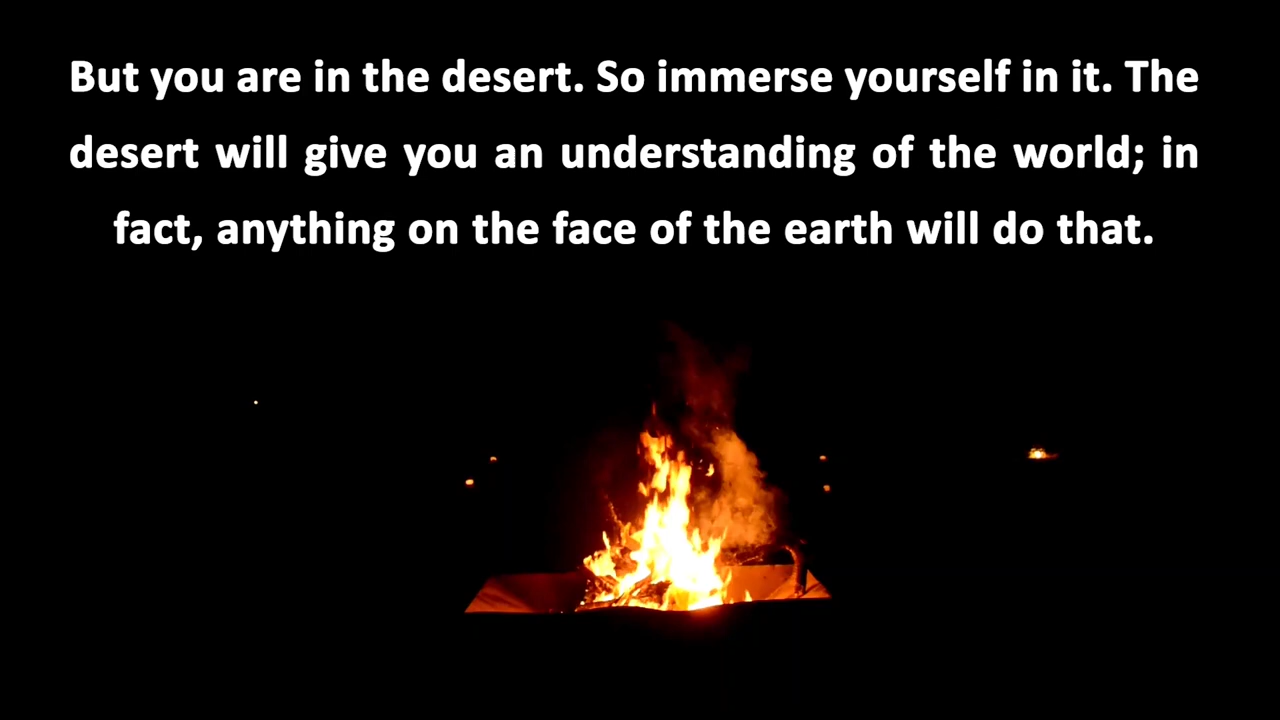 But you are in the desert. So immerse yourself in it. The
desert will give you an understanding of the world; in
fact, anything on the face of the earth will do that.